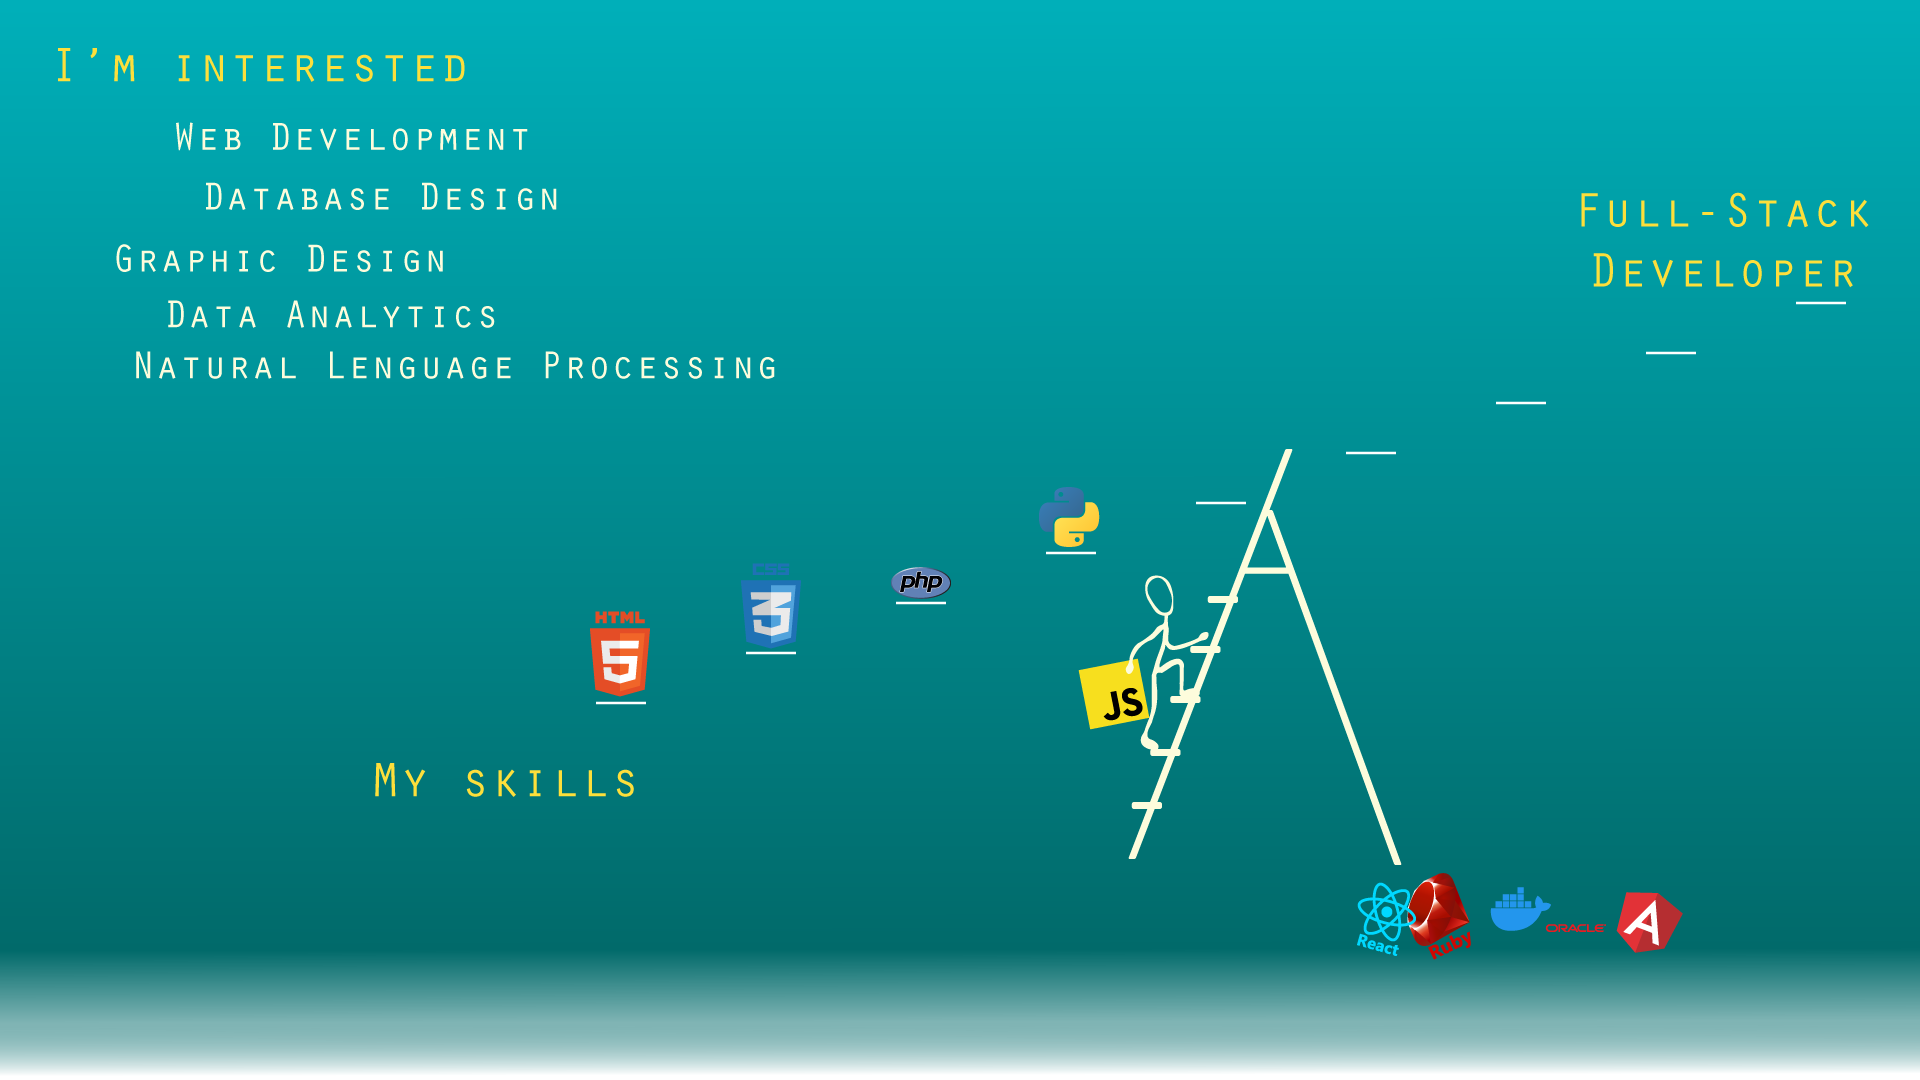 I'm interested
Web Development
Database Design
Graphic Design
Data Analytics
Natural Lenguage Processing
Full-Stack
Developer
HTML
5
CSS
3
php
JS
My skills
React
Ruby
ORACLE
A